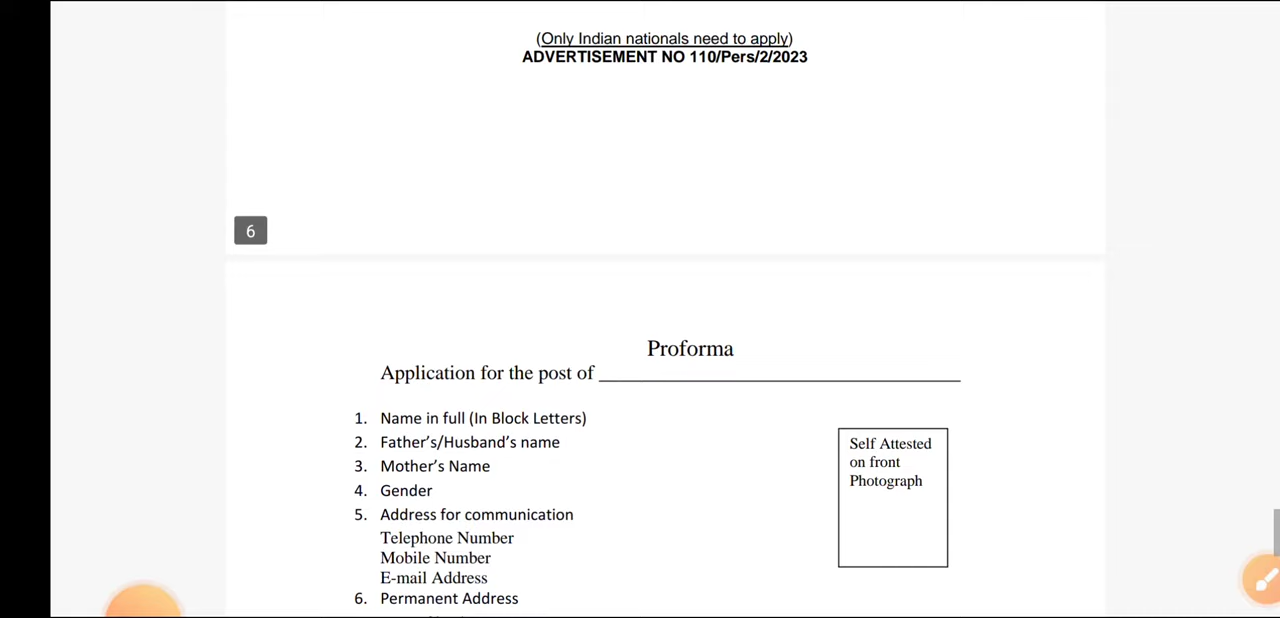 (Only Indian nationals need to apply)
ADVERTISEMENT NO 110/Pers/2/2023
6
Proforma
Application for the post of
1. Name in full (In Block Letters)
2. Father’s/Husband’s name
3. Mother’s Name
4. Gender
5. Address for communication
Telephone Number
Mobile Number
E-mail Address
6. Permanent Address
Self Attested
on front
Photograph